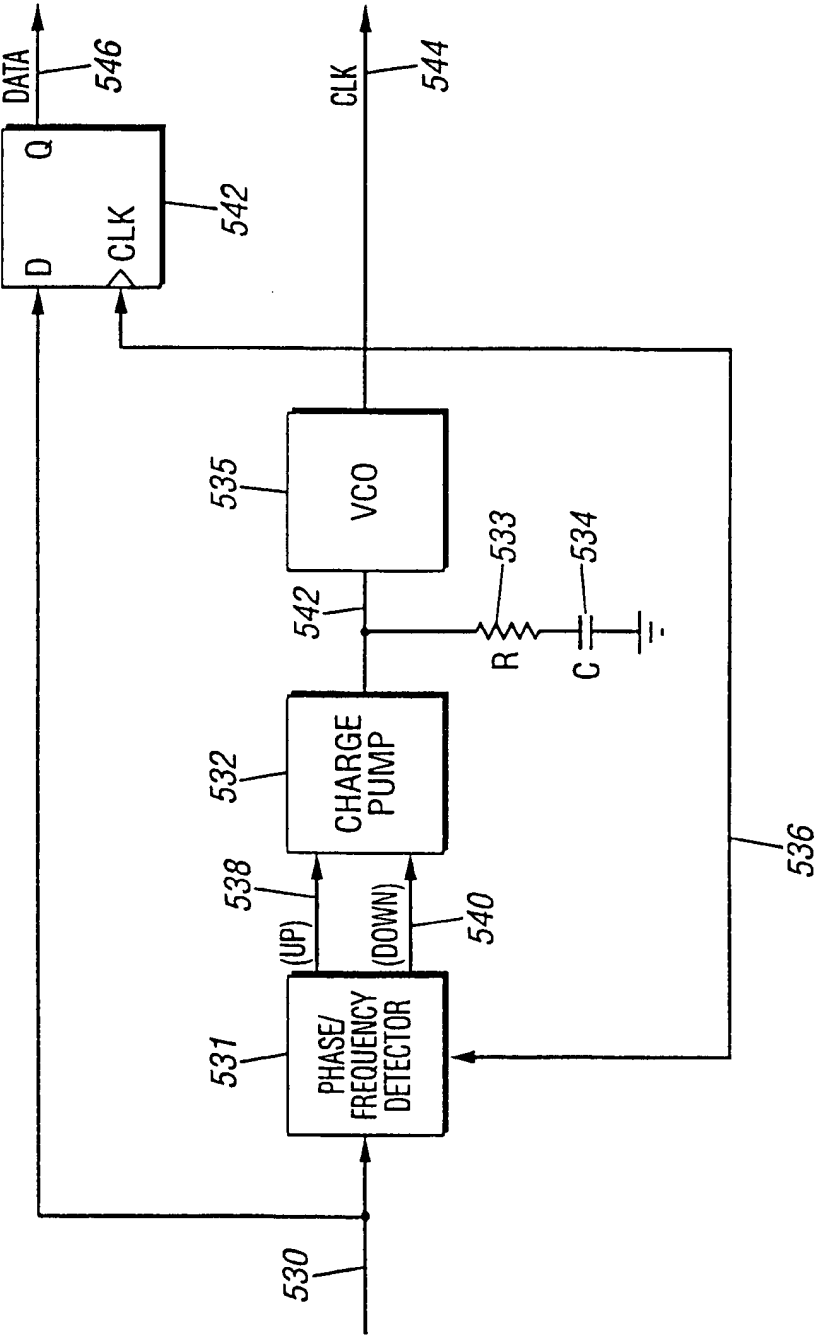 DATA
546
D
Q
CLK
542
CLK
544
535
VCO
542
533
R
534
C
532
CHARGE
PUMP
538
(UP)
(DOWN)
540
531
PHASE/
FREQUENCY
DETECTOR
530
536